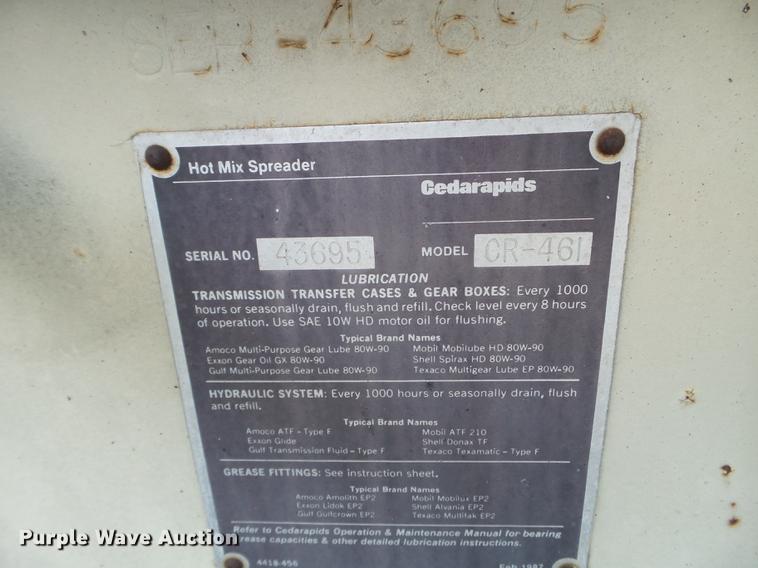 SER-43695
Hot Mix Spreader
Cedarapids
SERIAL NO. 43695 MODEL CR-461
LUBRICATION
TRANSMISSION TRANSFER CASES & GEAR BOXES: Every 1000
hours or seasonally drain, flush and refill. Check level every 8 hours
of operation. Use SAE 10W HD motor oil for flushing.
Typical Brand Names
Amoco Multi-Purpose Gear Lube 80W-90 Mobil Mobilube HD 80W-90
Exxon Gear Oil GX 80W-90 Shell Spirax HD 80W-90
Gulf Multi-Purpose Gear Lube 80W-90 Texaco Multigear Lube EP 80W-90
HYDRAULIC SYSTEM: Every 1000 hours or seasonally drain, flush
and refill.
Typical Brand Names
Amoco ATF - Type F Mobil ATF 210
Exxon Glide Shell Donax TF
Gulf Transmission Fluid - Type F Texaco Texamatic - Type F
GREASE FITTINGS: See instruction sheet.
Typical Brand Names
Amoco Amolith EP2 Mobil Mobilux EP2
Exxon Lidok EP2 Shell Alvania EP2
Gulf Gulfcrown EP2 Texaco Multifak EP2
Refer to Cedarapids Operation & Maintenance Manual for bearing
grease capacities & other detailed lubrication instructions.
4418-456 Feb 1987
Purple Wave Auction